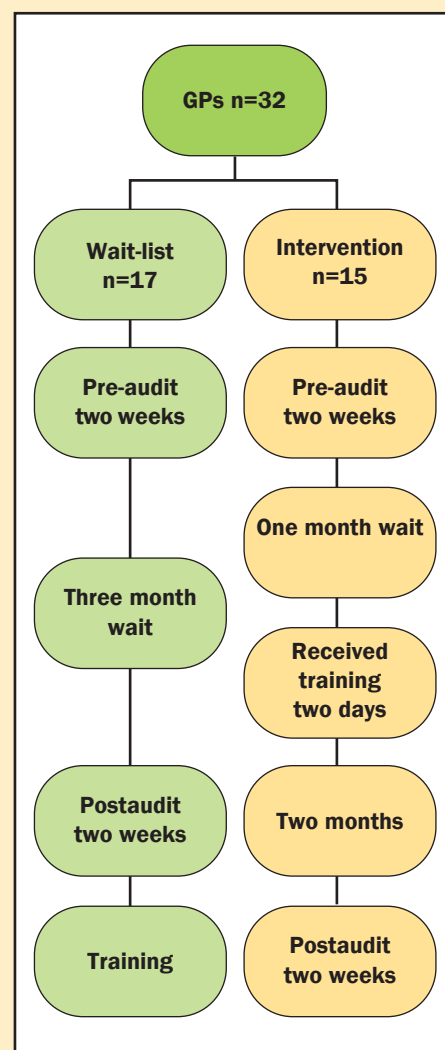 GPs n=32
Wait-list
n=17
Intervention
n=15
Pre-audit
two weeks
Pre-audit
two weeks
One month wait
Three month
wait
Received
training
two days
Postaudit
two weeks
Two months
Training
Postaudit
two weeks